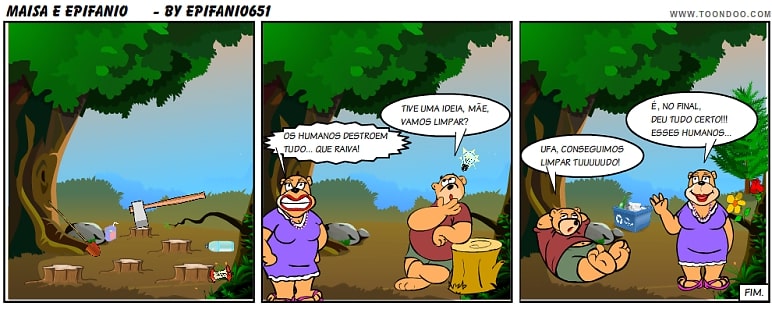 MAISA E EPIFANIO - BY EPIFANIO651
WWW.TOONDOO.COM
OS HUMANOS DESTROEM
TUDO... QUE RAIVA!
TIVE UMA IDEIA, MÃE,
VAMOS LIMPAR?
UFA, CONSEGUIMOS
LIMPAR TUUUUUDO!
É, NO FINAL,
DEU TUDO CERTO!!!
ESSES HUMANOS...
FIM.